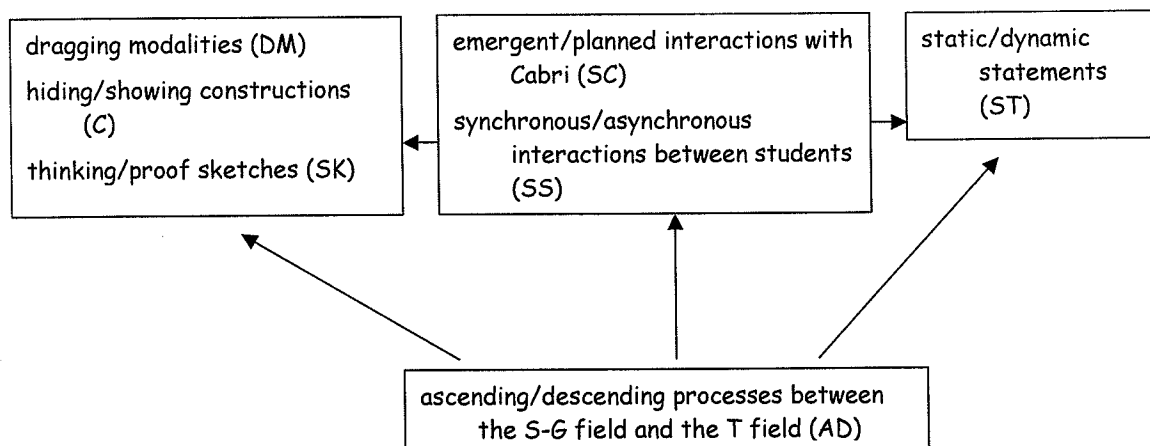 dragging modalities (DM)
hiding/showing constructions
(C)
thinking/proof sketches (SK)
emergent/planned interactions with
Cabri (SC)
synchronous/asynchronous
interactions between students
(SS)
static/dynamic
statements
(ST)
ascending/descending processes between
the S-G field and the T field (AD)